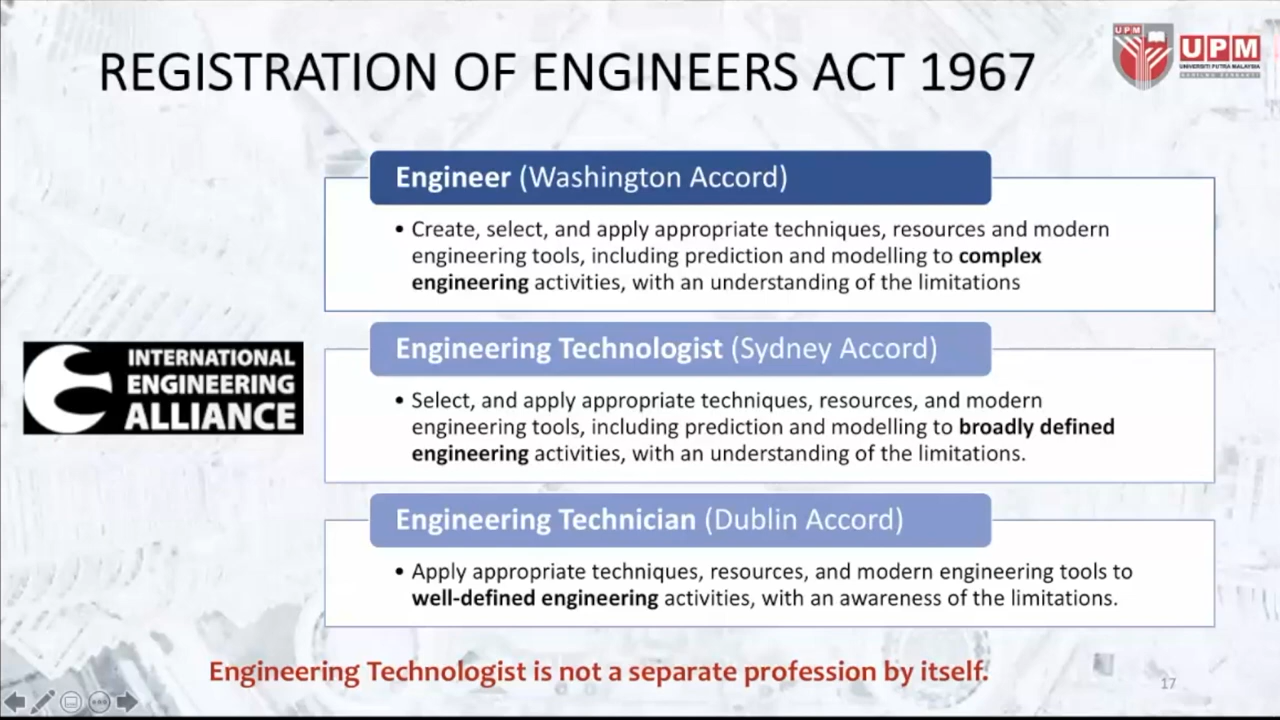 REGISTRATION OF ENGINEERS ACT 1967
UPM
UPM
UNIVERSITI PUTRA MALAYSIA
Engineer (Washington Accord)
• Create, select, and apply appropriate techniques, resources and modern
engineering tools, including prediction and modelling to complex
engineering activities, with an understanding of the limitations
INTERNATIONAL
ENGINEERING
ALLIANCE
Engineering Technologist (Sydney Accord)
• Select, and apply appropriate techniques, resources, and modern
engineering tools, including prediction and modelling to broadly defined
engineering activities, with an understanding of the limitations.
Engineering Technician (Dublin Accord)
• Apply appropriate techniques, resources, and modern engineering tools to
well-defined engineering activities, with an awareness of the limitations.
Engineering Technologist is not a separate profession by itself.
17